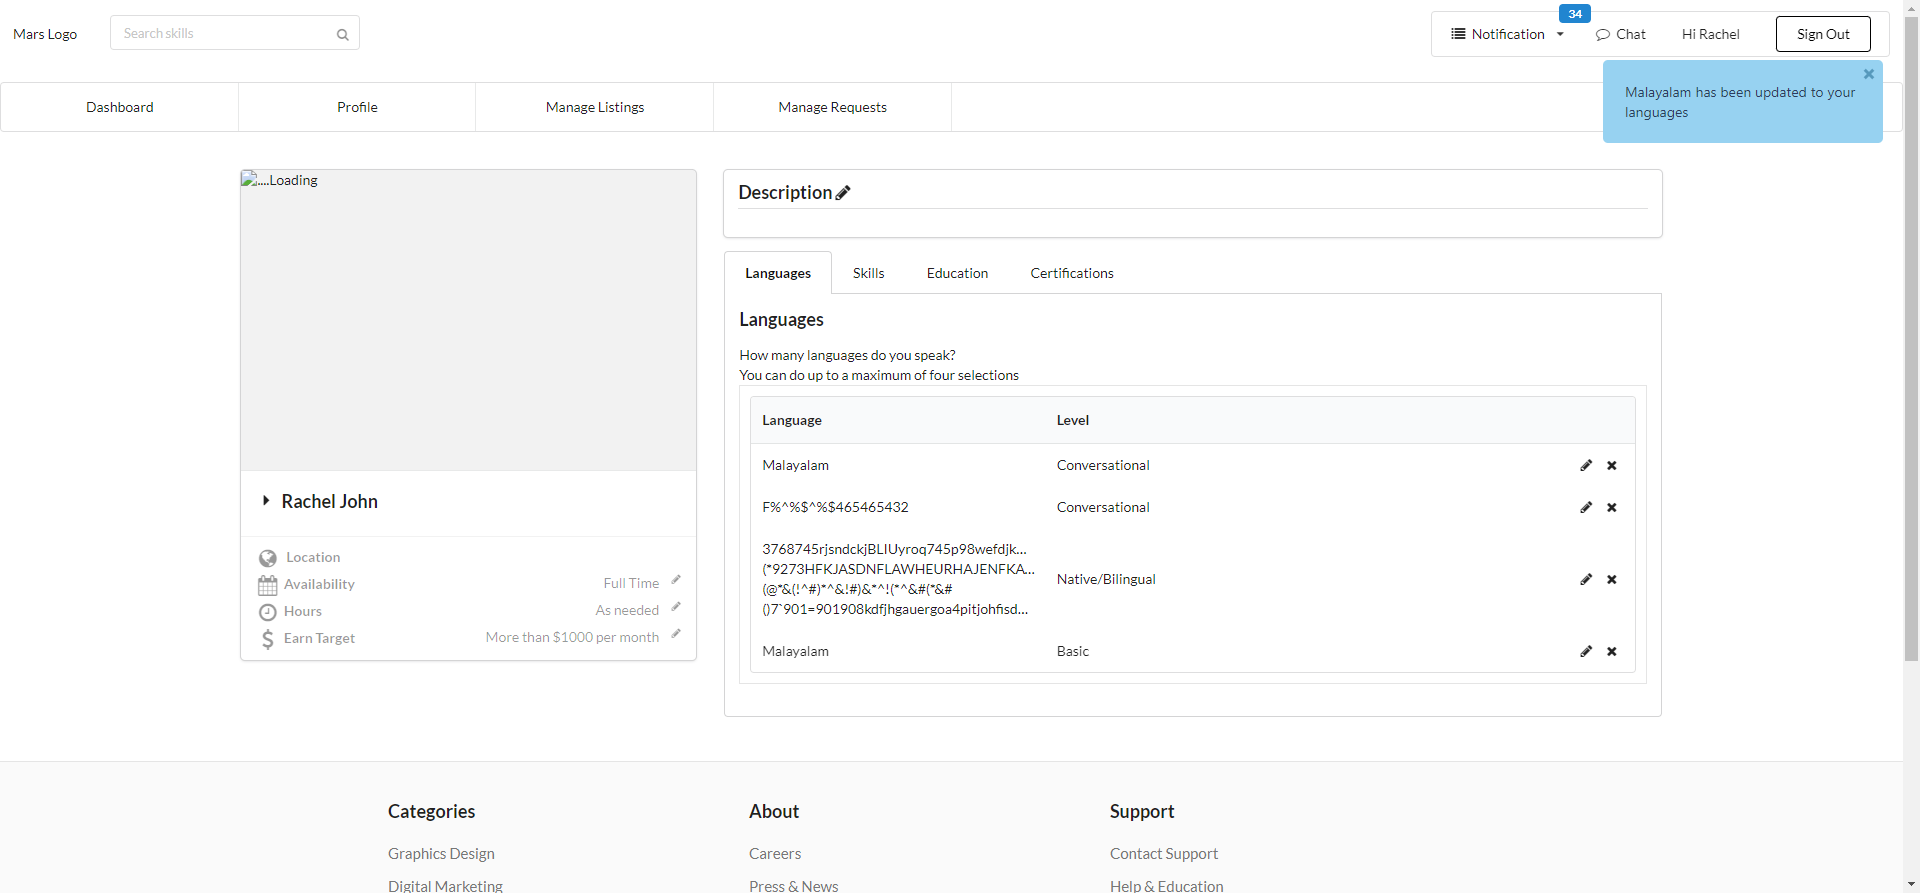 Mars Logo
Search skills
34
Notification
Chat
Hi Rachel
Sign Out
Malayalam has been updated to your
languages
Dashboard
Profile
Manage Listings
Manage Requests
....Loading
Rachel John
Location
Availability
Full Time
Hours
As needed
Earn Target
More than $1000 per month
Description
Languages
Skills
Education
Certifications
Languages
How many languages do you speak?
You can do up to a maximum of four selections
Language
Level
Malayalam
Conversational
F%^%$^%$465465432
Conversational
3768745rjsndckjBLIUyroq745p98wefdjk...
(*9273HFKJASDNFLAWHEURHAJENFKA...
(@*&(!^#)*^&!#)&*^!(*^&#(*&#
()7`901=901908kdfjhgauergoa4pitjohfisd...
Native/Bilingual
Malayalam
Basic
Categories
About
Support
Graphics Design
Careers
Contact Support
Digital Marketing
Press & News
Help & Education